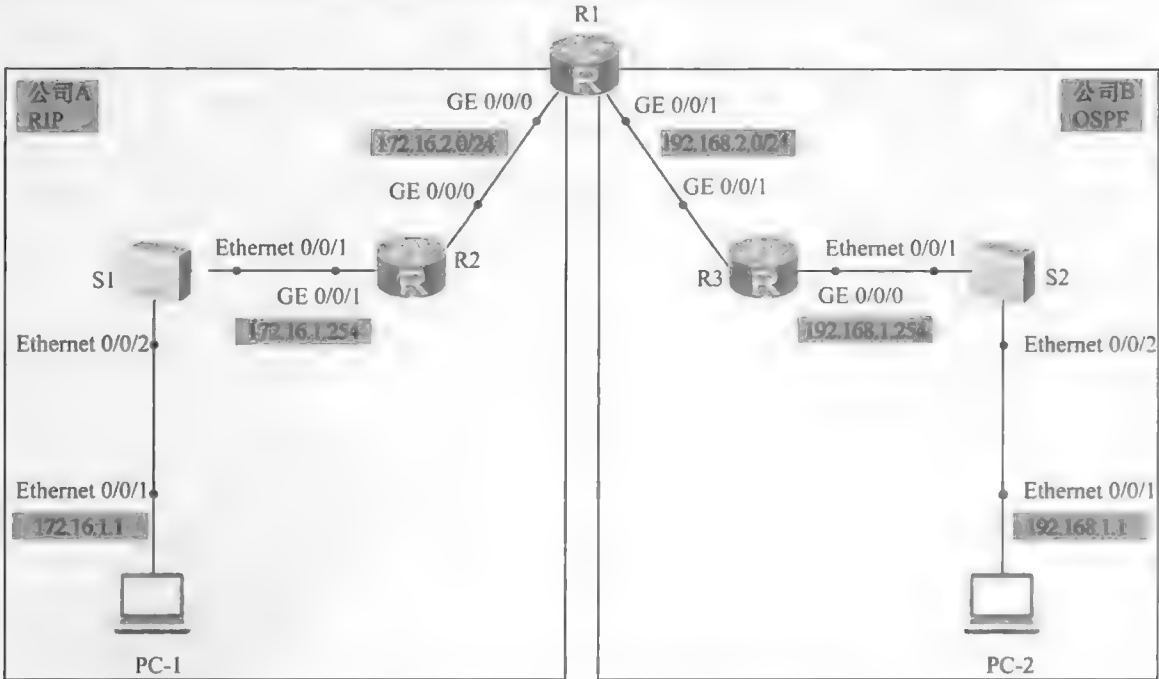 R1
公司A
RIP
公司B
OSPF
GE 0/0/0
GE 0/0/1
172.16.2.0/24
192.168.2.0/24
GE 0/0/0
GE 0/0/1
Ethernet 0/0/1
R2
Ethernet 0/0/1
S1
R3
S2
GE 0/0/1
GE 0/0/0
172.16.1.254
192.168.1.254
Ethernet 0/0/2
Ethernet 0/0/2
Ethernet 0/0/1
Ethernet 0/0/1
172.16.1.1
192.168.1.1
PC-1
PC-2